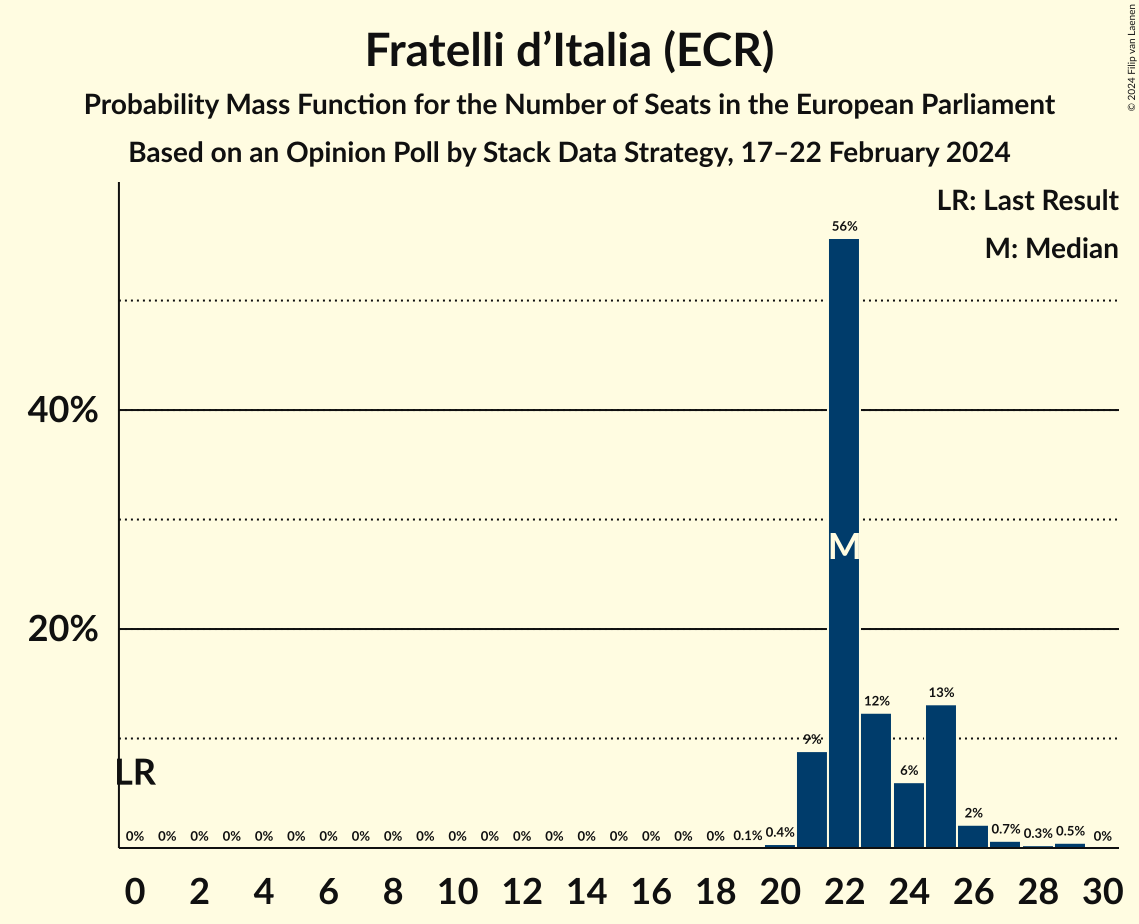 Fratelli d’Italia (ECR)
Probability Mass Function for the Number of Seats in the European Parliament
Based on an Opinion Poll by Stack Data Strategy, 17–22 February 2024
© 2024 Filip van Laenen
LR: Last Result
M: Median
56%
40%
M
20%
13%
12%
9%
6%
LR
2%
0% 0% 0% 0% 0% 0% 0% 0% 0% 0% 0% 0% 0% 0% 0% 0% 0% 0% 0% 0.1% 0.4% 0.7% 0.3% 0.5% 0%
0 2 4 6 8 10 12 14 16 18 20 22 24 26 28 30